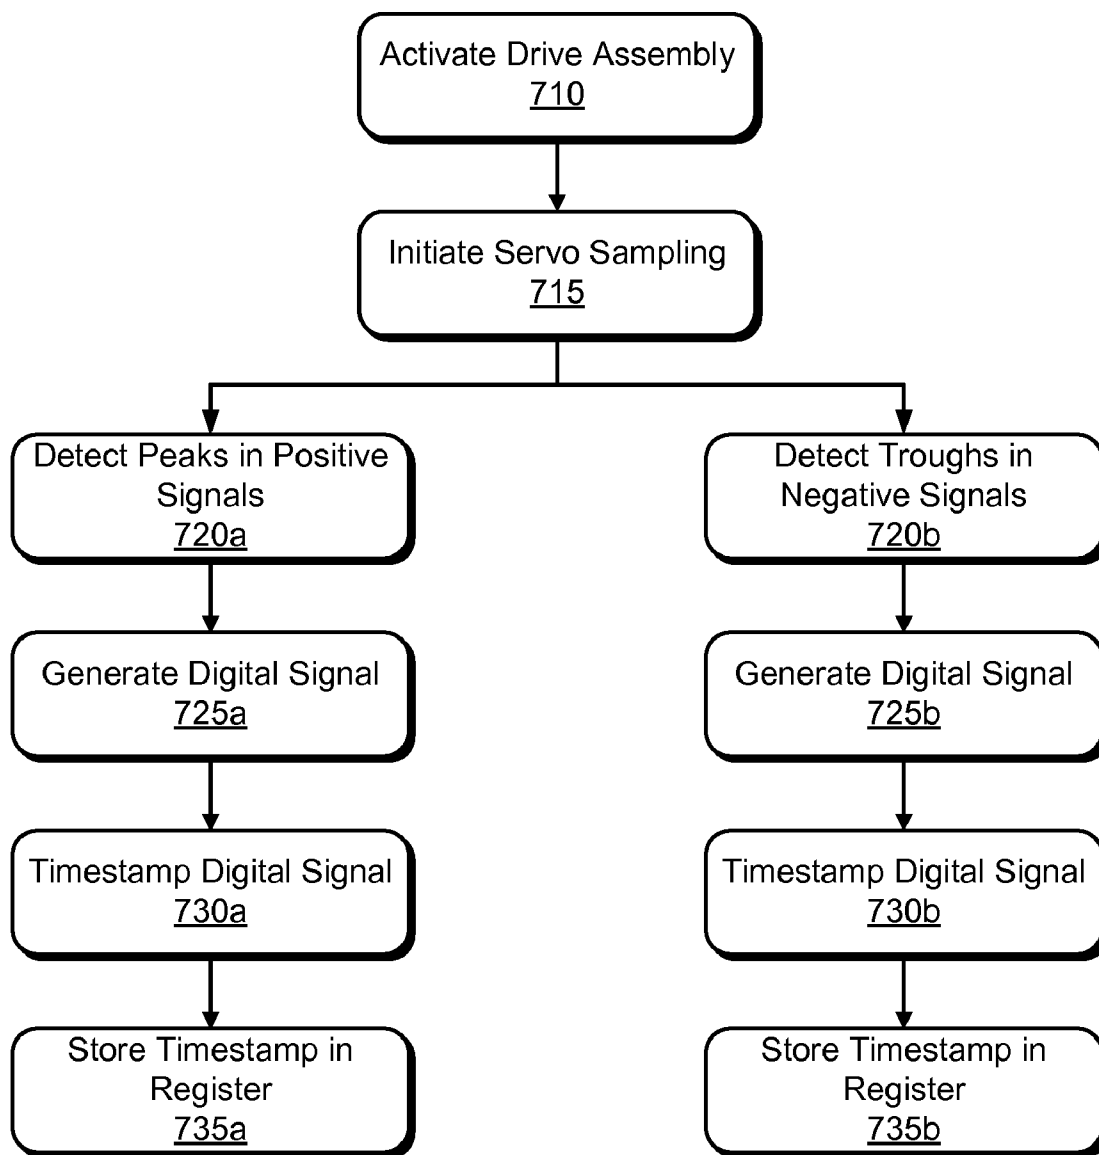 Activate Drive Assembly
710
Initiate Servo Sampling
715
Detect Peaks in Positive
Signals
720a
Detect Troughs in
Negative Signals
720b
Generate Digital Signal
725a
Generate Digital Signal
725b
Timestamp Digital Signal
730a
Timestamp Digital Signal
730b
Store Timestamp in
Register
735a
Store Timestamp in
Register
735b